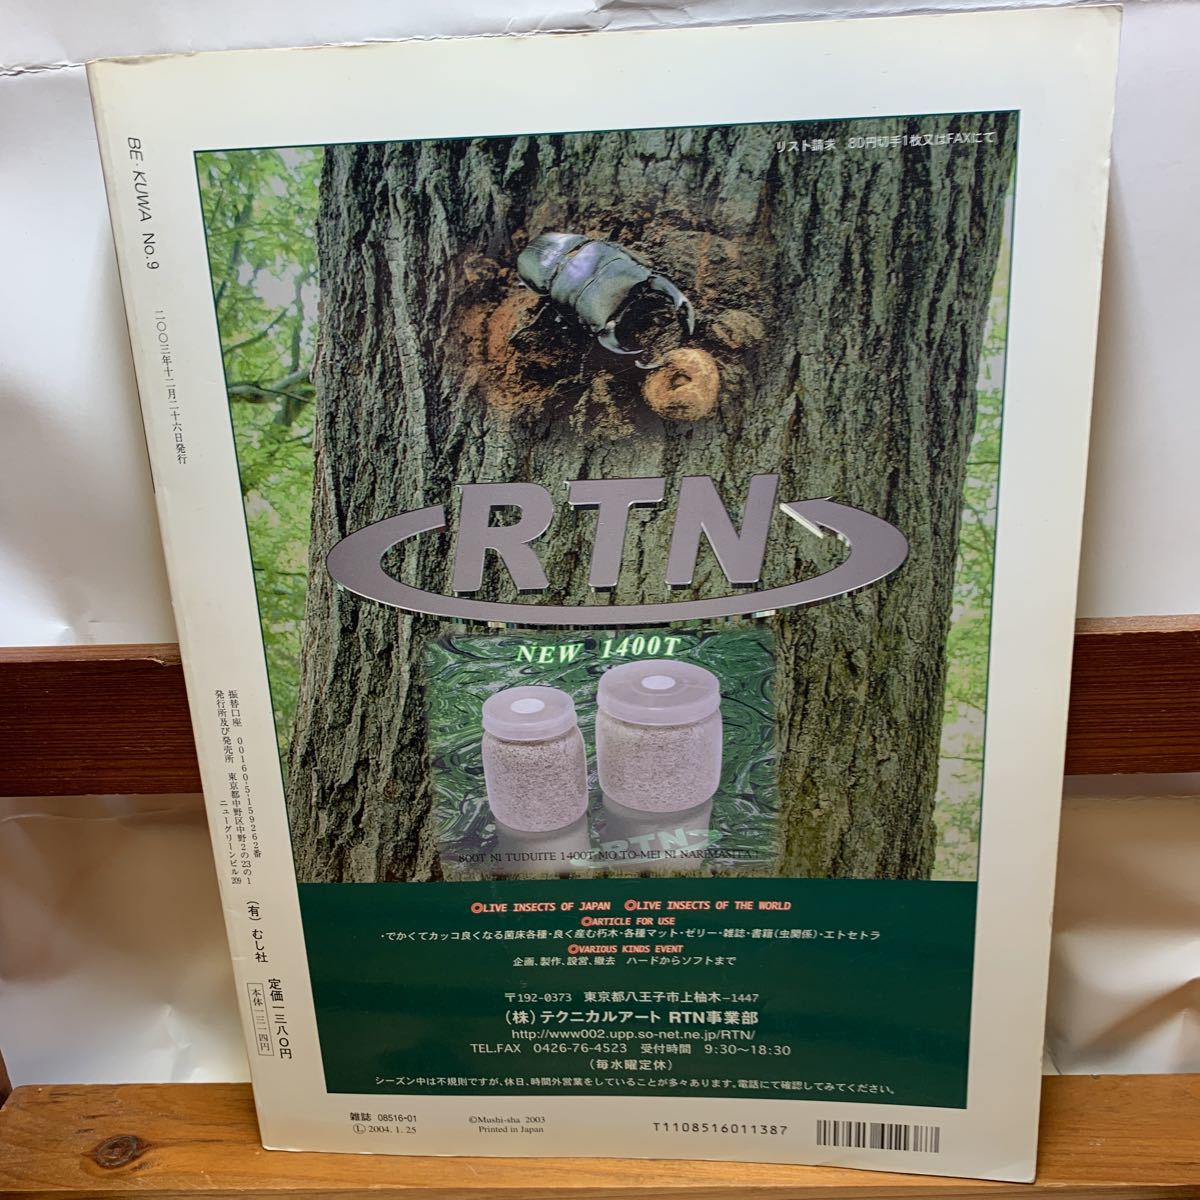 BE・KUWA No.9
二〇〇三年十二月二十六日発行
振替口座 00160-5-159262番
発行所及び発売所 東京都中野区中野2の23の1
ニューグリーンビル209
(有)むし社
定価一三八〇円
本体一三一四円
リスト請求 80円切手1枚又はFAXにて
RTN
NEW 1400T
RTN
800T NI TUDUITE 1400T MO TO-MEI NI NARIMASITA !
◎LIVE INSECTS OF JAPAN ◎LIVE INSECTS OF THE WORLD
◎ARTICLE FOR USE
・でかくてカッコ良くなる菌床各種・良く産む朽木・各種マット・ゼリー・雑誌・書籍(虫関係)・エトセトラ
◎VARIOUS KINDS EVENT
企画、製作、設営、撤去 ハードからソフトまで
〒192-0373 東京都八王子市上柚木-1447
(株)テクニカルアート RTN事業部
http://www002.upp.so-net.ne.jp/RTN/
TEL.FAX 0426-76-4523 受付時間 9:30〜18:30
(毎水曜定休)
シーズン中は不規則ですが、休日、時間外営業をしていることが多々あります。電話にて確認してみてください。
雑誌 08516-01
Ⓛ2004.1.25
©Mushi-sha 2003
Printed in Japan
T1108516011387